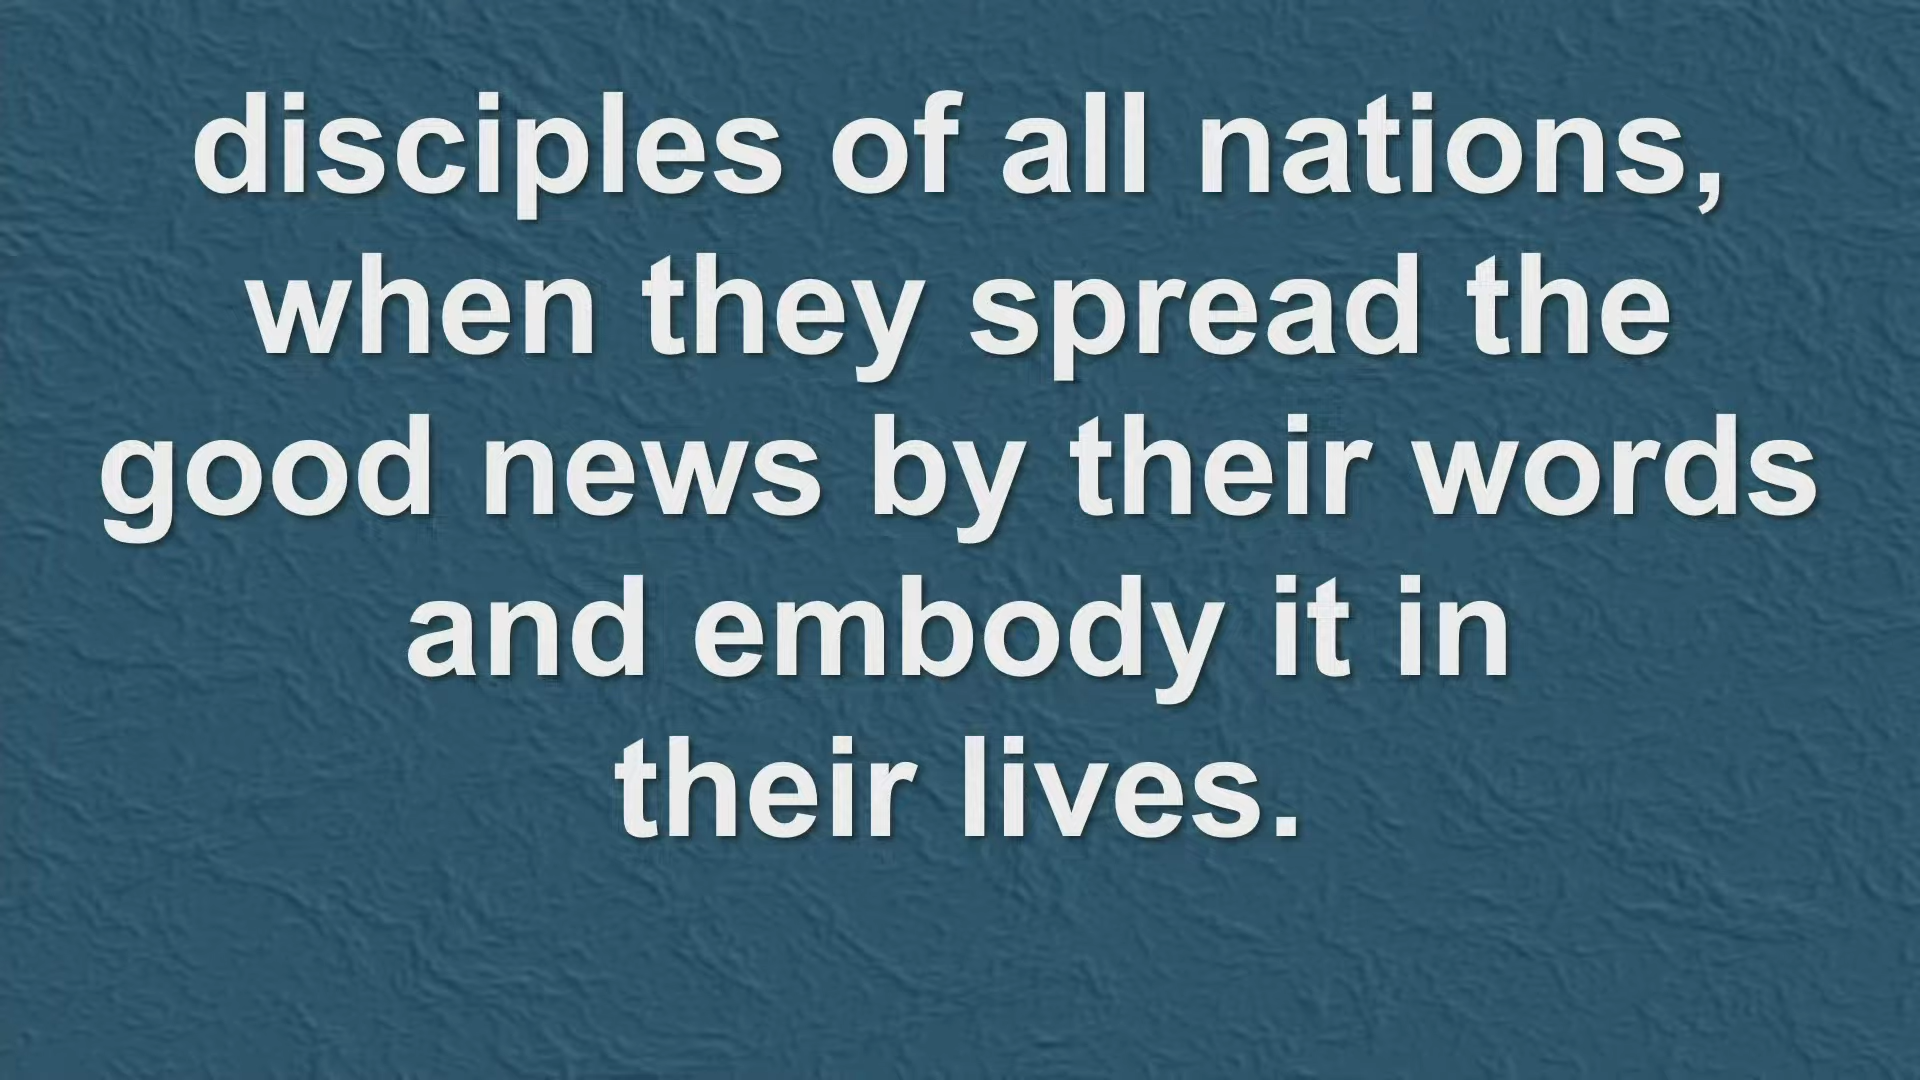 disciples of all nations,
when they spread the
good news by their words
and embody it in
their lives.